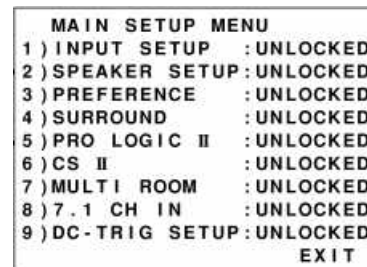 MAIN SETUP MENU
1)INPUT SETUP :UNLOCKED
2)SPEAKER SETUP:UNLOCKED
3)PREFERENCE :UNLOCKED
4)SURROUND :UNLOCKED
5)PRO LOGIC II :UNLOCKED
6)CS II :UNLOCKED
7)MULTI ROOM :UNLOCKED
8)7.1 CH IN :UNLOCKED
9)DC-TRIG SETUP:UNLOCKED
EXIT